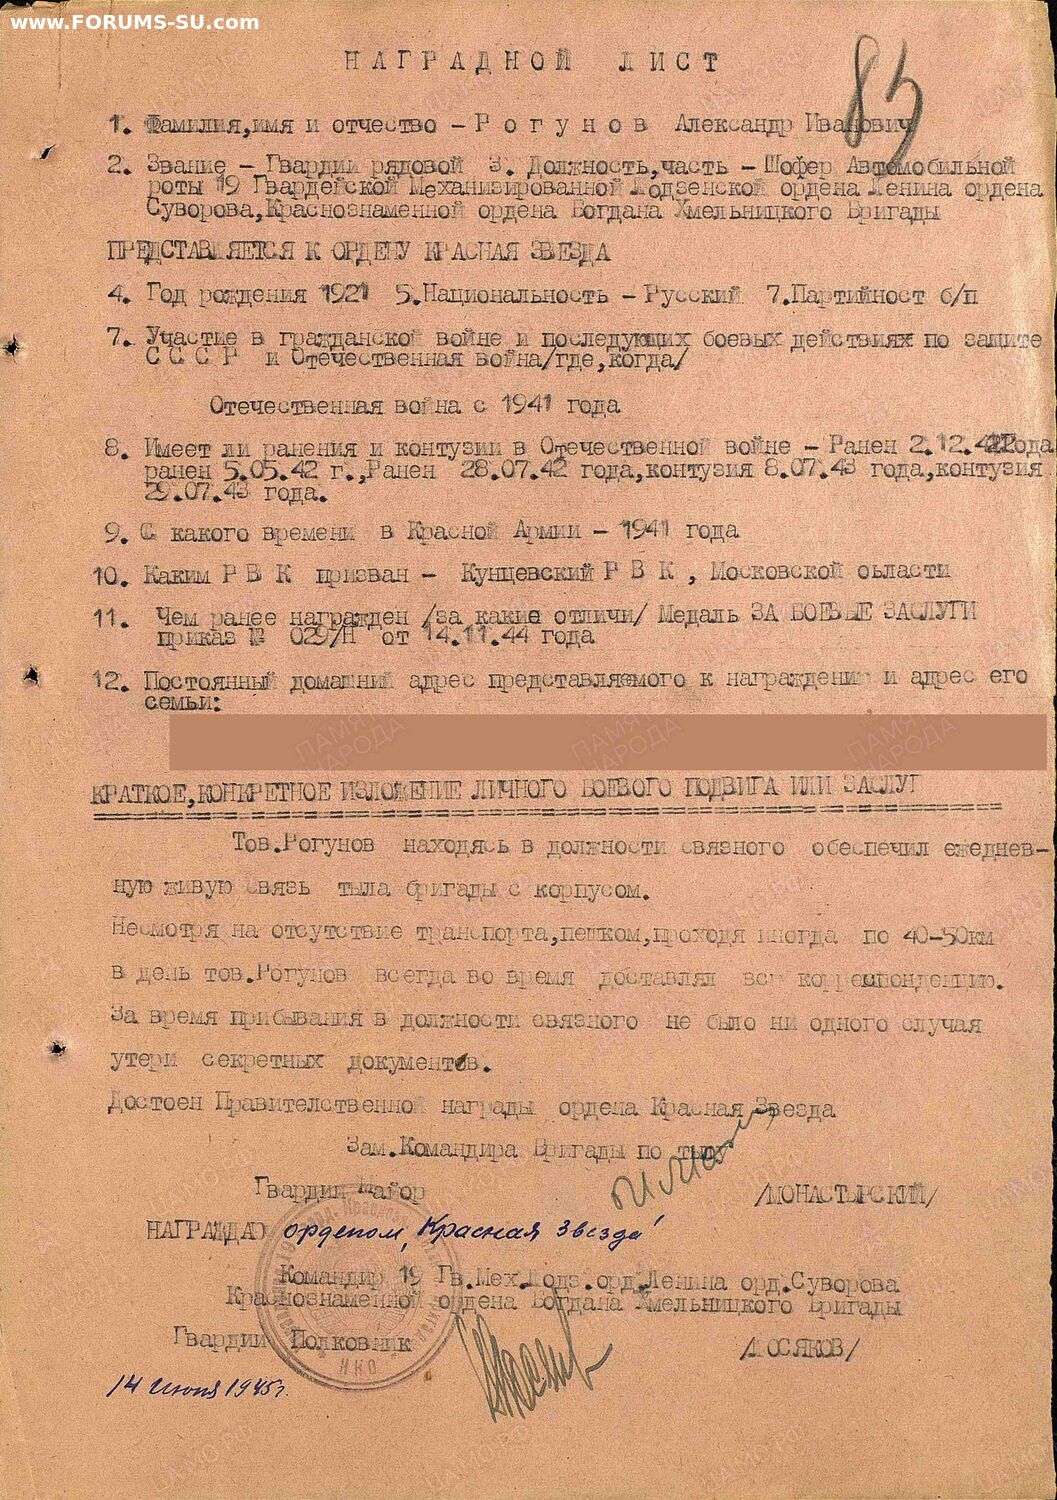 www.FORUMS-SU.com
83
НАГРАДНОЙ ЛИСТ
1. Фамилия,имя и отчество – Р о г у н о в Александр Иванович
2. Звание – Гвардии рядовой 3. Должность,часть – Шофер Автомобильной
роты 19 Гвардейской Механизированной Лодзенской ордена Ленина ордена
Суворова,Краснознаменной ордена Богдана Хмельницкого Бригады
ПРЕДСТАВЛЯЕТСЯ К ОРДЕНУ КРАСНАЯ ЗВЕЗДА
4. Год рождения 1921 5.Национальность – Русский 7.Партийност б/п
7. Участие в гражданской войне и последующих боевых действиях по защите
С С С Р и Отечественная война/где,когда/
Отечественная война с 1941 года
8. Имеет ли ранения и контузии в Отечественной войне – Ранен 2.12.42года
ранен 5.05.42 г.,Ранен 28.07.42 года,контузия 8.07.43 года,контузия
29.07.43 года.
9. С какого времени в Красной Армии – 1941 года
10. Каким Р В К призван – Кунцевский Р В К , Московской области
11. Чем ранее награжден /за какие отличи/ Медаль ЗА БОЕВЫЕ ЗАСЛУГИ
приказ № 029/Н от 14.11.44 года
12. Постоянный домашний адрес представляемого к награждению и адрес его
семьи:
КРАТКОЕ,КОНКРЕТНОЕ ИЗЛОЖЕНИЕ ЛИЧНОГО БОЕВОГО ПОДВИГА ИЛИ ЗАСЛУГ
Тов.Рогунов находясь в должности связного обеспечил ежеднев-
ную живую связь тыла бригады с корпусом.
Несмотря на отсутствие транспорта,пешком,проходя иногда по 40-50км
в день тов.Рогунов всегда во время доставлял всю корреспонденцию.
За время прибывания в должности связного не было ни одного случая
утери секретных документов.
Достоен Правителственной награды ордена Красная Звезда
Зам.Командира Бригады по тылу
Гвардии Майор /МОНАСТЫРСКИЙ/
НАГРАЖДАЮ орденом „Красная Звезда"
Командир 19 Гв.Мех.Лодз.орд.Ленина орд.Суворова
Краснознаменной ордена Богдана Хмельницкого Бригады
Гвардии Полковник /ЛОСЯКОВ/
НКО
14 июня 1945г.